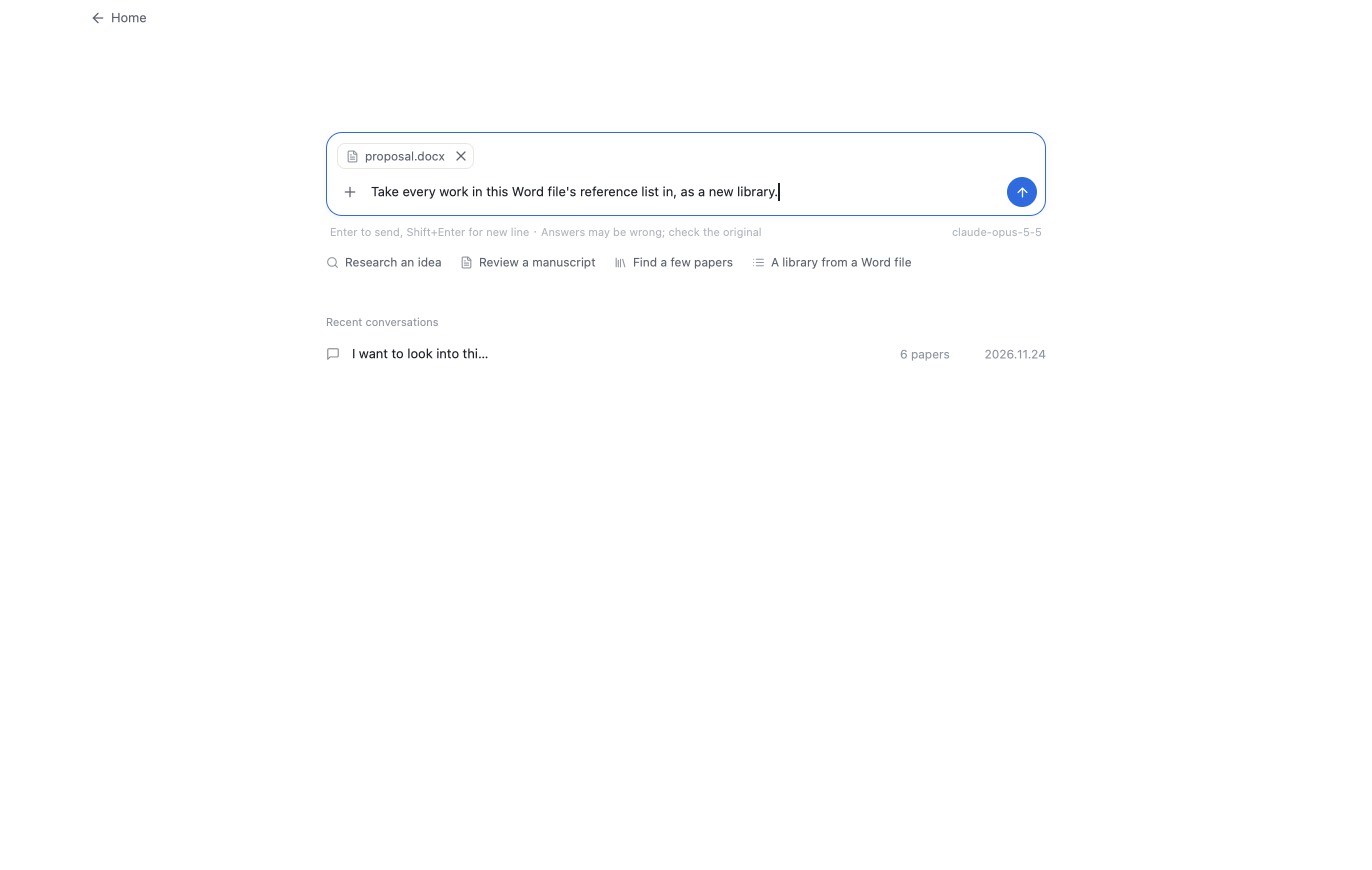 Home
proposal.docx
Take every work in this Word file's reference list in, as a new library.
Enter to send, Shift+Enter for new line · Answers may be wrong; check the original claude-opus-5-5
Research an idea Review a manuscript Find a few papers A library from a Word file
Recent conversations
I want to look into thi... 6 papers 2026.11.24